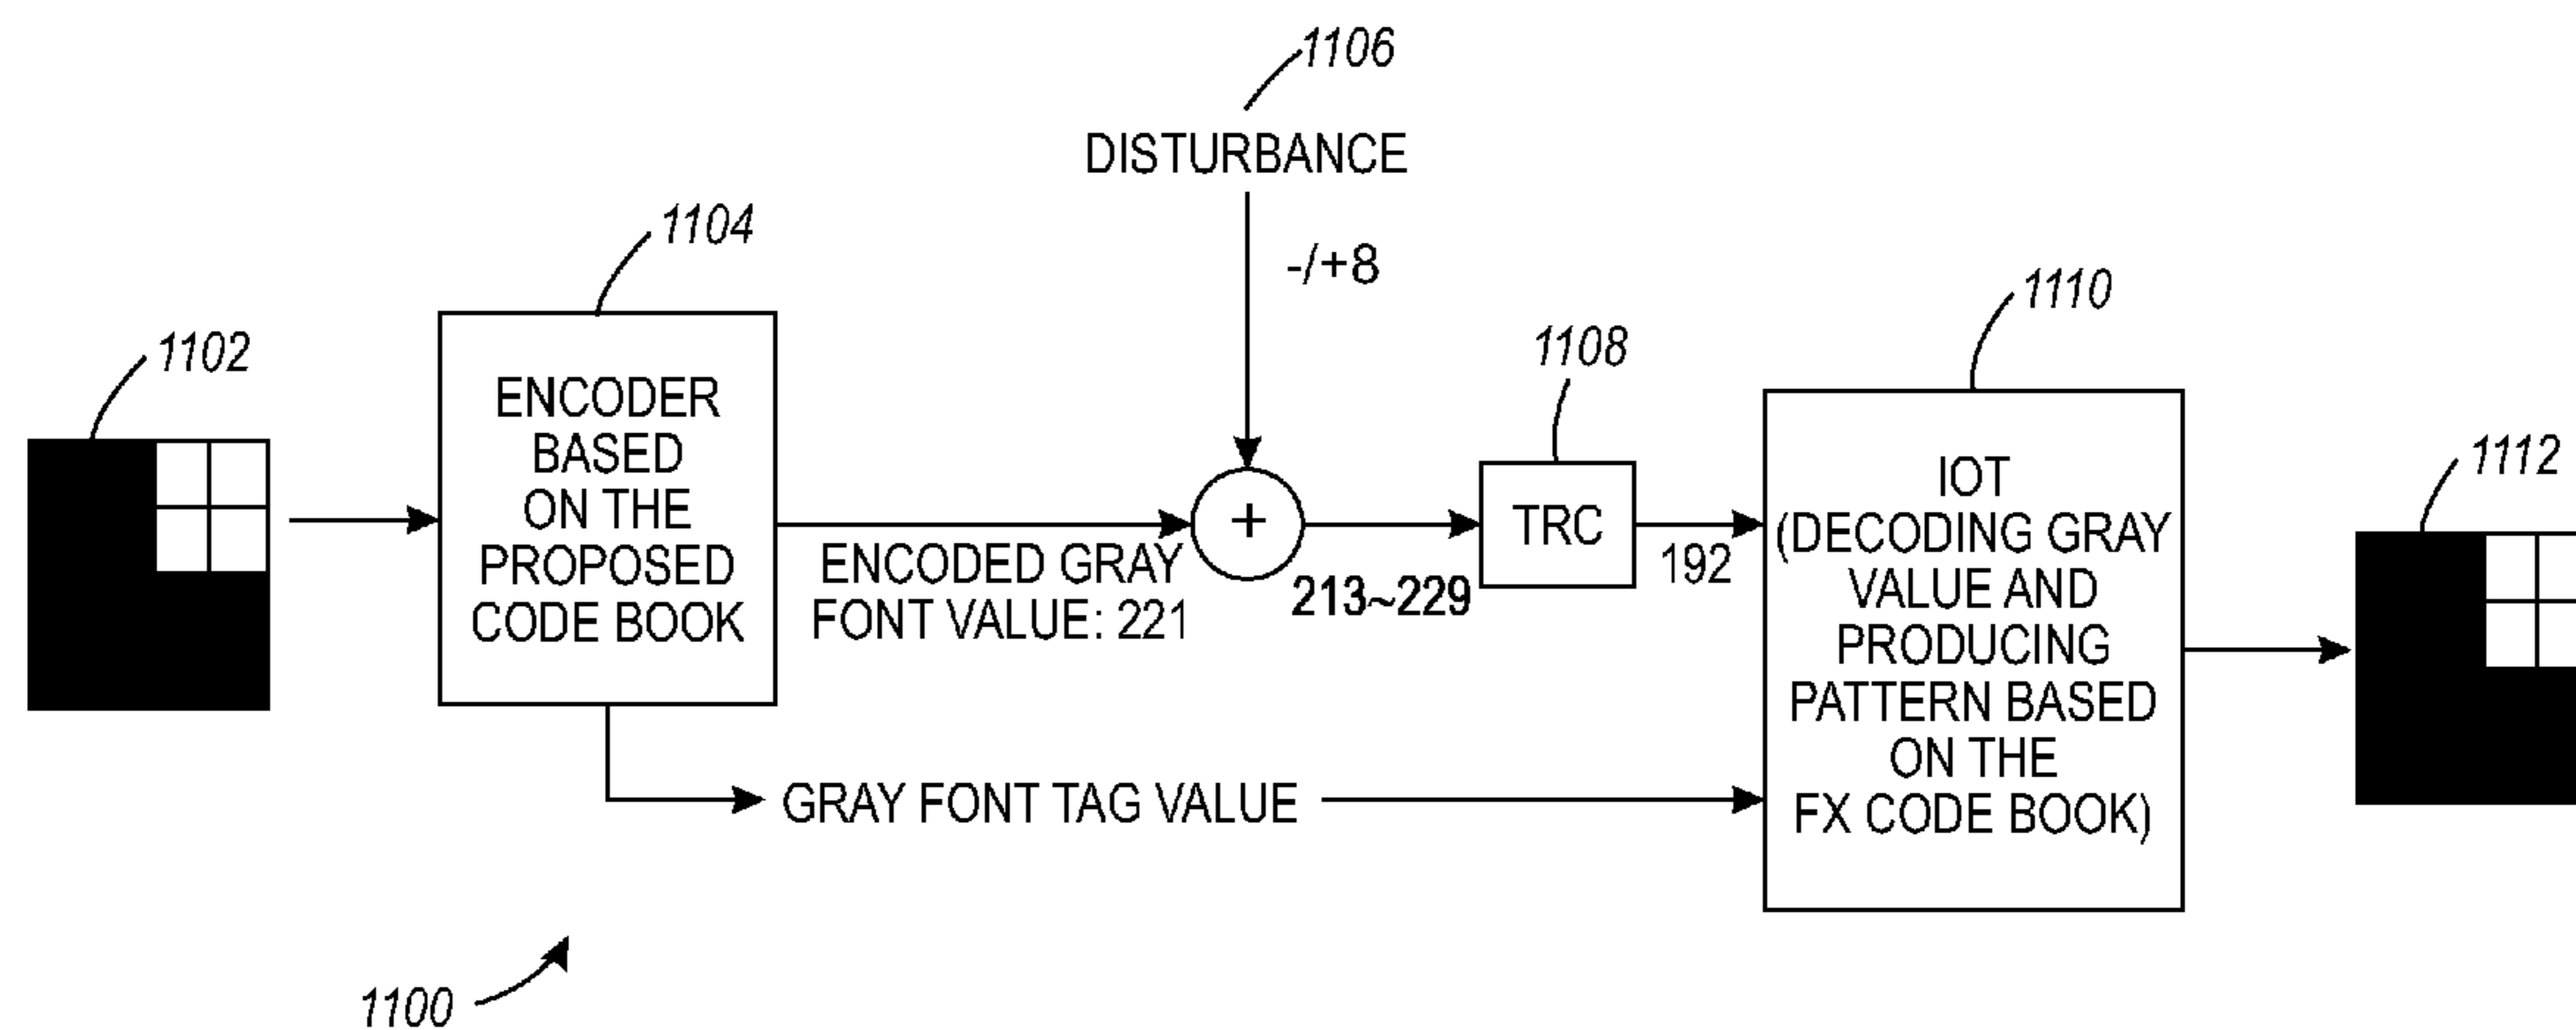 1106
DISTURBANCE
-/+8
1104
1102
ENCODER
BASED
ON THE
PROPOSED
CODE BOOK
ENCODED GRAY
FONT VALUE: 221
+
213~229
1108
TRC
192
1110
IOT
(DECODING GRAY
VALUE AND
PRODUCING
PATTERN BASED
ON THE
FX CODE BOOK)
1112
GRAY FONT TAG VALUE
1100